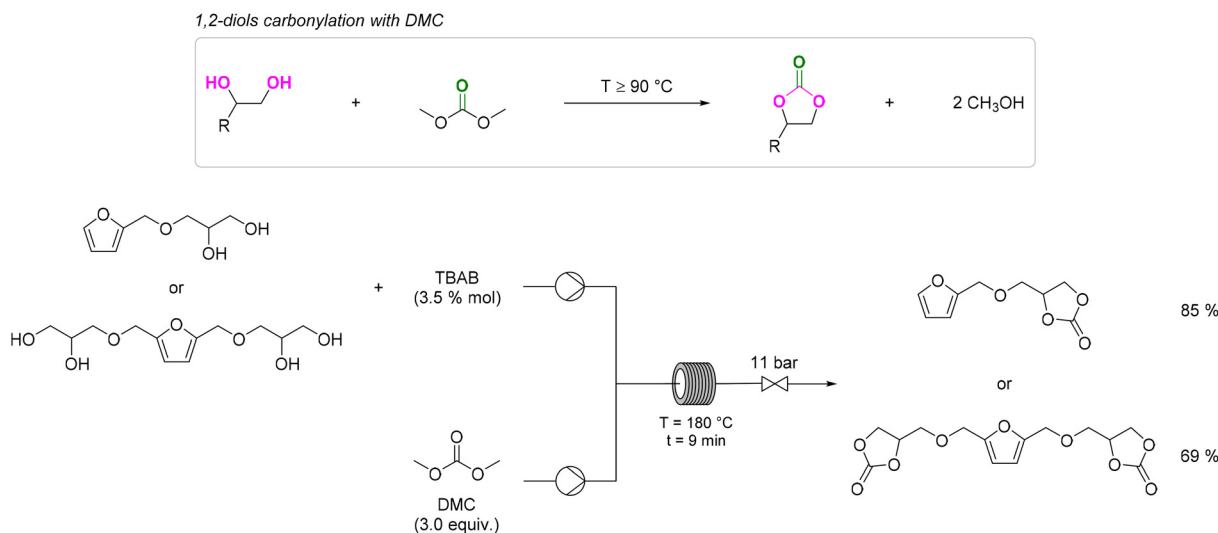 1,2-diols carbonylation with DMC
HO OH
R
+
O
O O
T ≥ 90 °C
O
O O
R
+
2 CH₃OH
O
O
OH
OH
or
HO
OH
O
O
O
OH
OH
+
TBAB
(3.5 % mol)
O
O O
DMC
(3.0 equiv.)
T = 180 °C
t = 9 min
11 bar
O
O
O
O
O
85 %
or
O
O
O
O
O
O
O
O
O
69 %